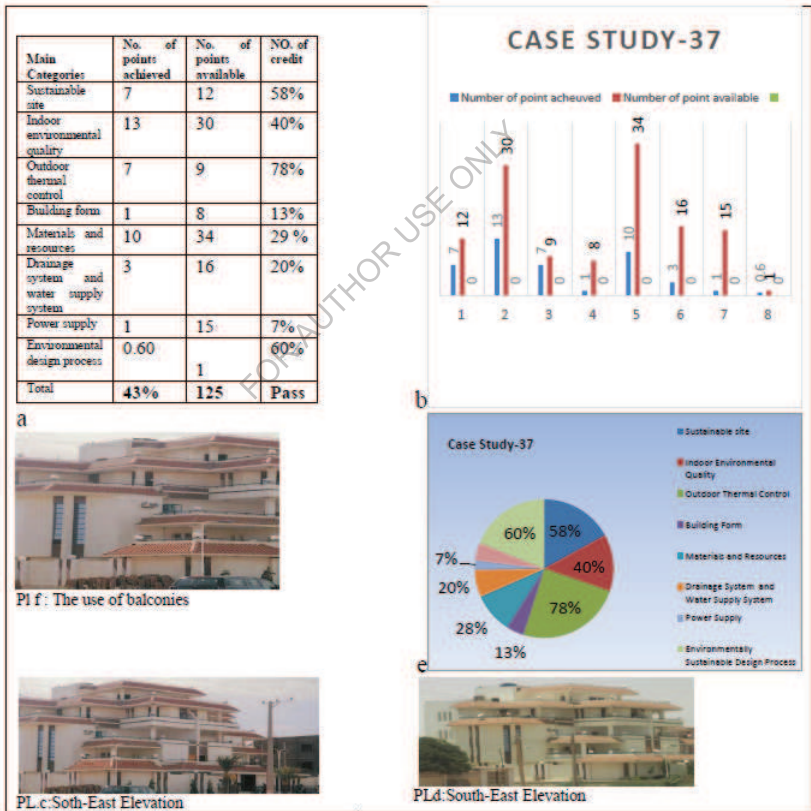 Main Categories No. of points achieved No. of points available NO. of credit
Sustainable site 7 12 58%
Indoor environmental quality 13 30 40%
Outdoor thermal control 7 9 78%
Building form 1 8 13%
Materials and resources 10 34 29 %
Drainage system and water supply system 3 16 20%
Power supply 1 15 7%
Environmental design process 0.60 1 60%
Total 43% 125 Pass
a
CASE STUDY-37
Number of point acheuved Number of point available
7 12 0
13 30 0
7 9 0
1 8 0
10 34 0
3 16 0
1 15 0
0.6 1 0
1 2 3 4 5 6 7 8
b
FOR AUTHOR USE ONLY
Pl f : The use of balconies
Case Study-37
58%
40%
78%
13%
28%
20%
7%
60%
Sustainable site
Indoor Environmental
Quality
Outdoor Thermal Control
Building Form
Materials and Resources
Drainage System and
Water Supply System
Power Supply
Environmentally
Sustainable Design Process
e
PL.c:Soth-East Elevation
PLd:South-East Elevation